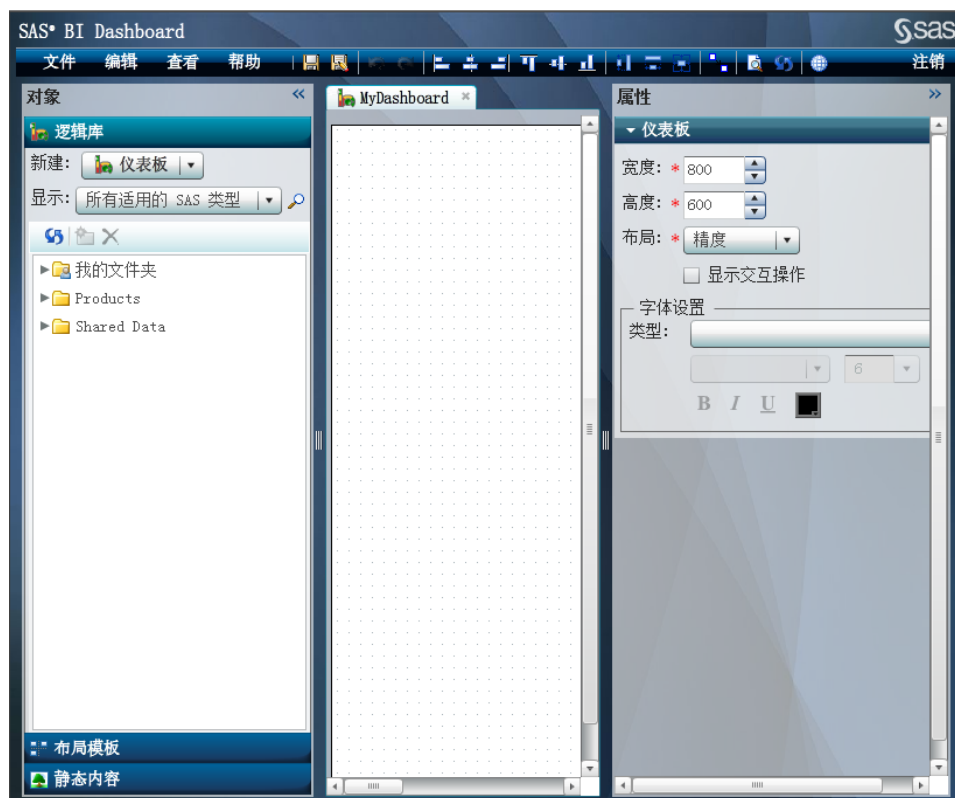 SAS® BI Dashboard
sas
文件 编辑 查看 帮助 注销
对象
逻辑库
新建: 仪表板
显示: 所有适用的 SAS 类型
我的文件夹
Products
Shared Data
布局模板
静态内容
MyDashboard
属性
仪表板
宽度: * 800
高度: * 600
布局: * 精度
显示交互操作
字体设置
类型:
6
B I U